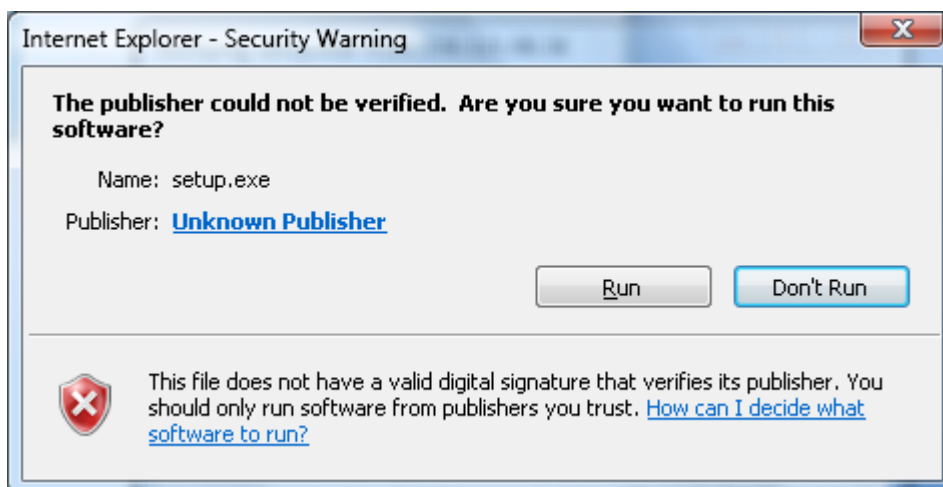 Internet Explorer - Security Warning
The publisher could not be verified.  Are you sure you want to run this
software?
Name: setup.exe
Publisher: Unknown Publisher
Run
Don't Run
This file does not have a valid digital signature that verifies its publisher. You
should only run software from publishers you trust. How can I decide what
software to run?